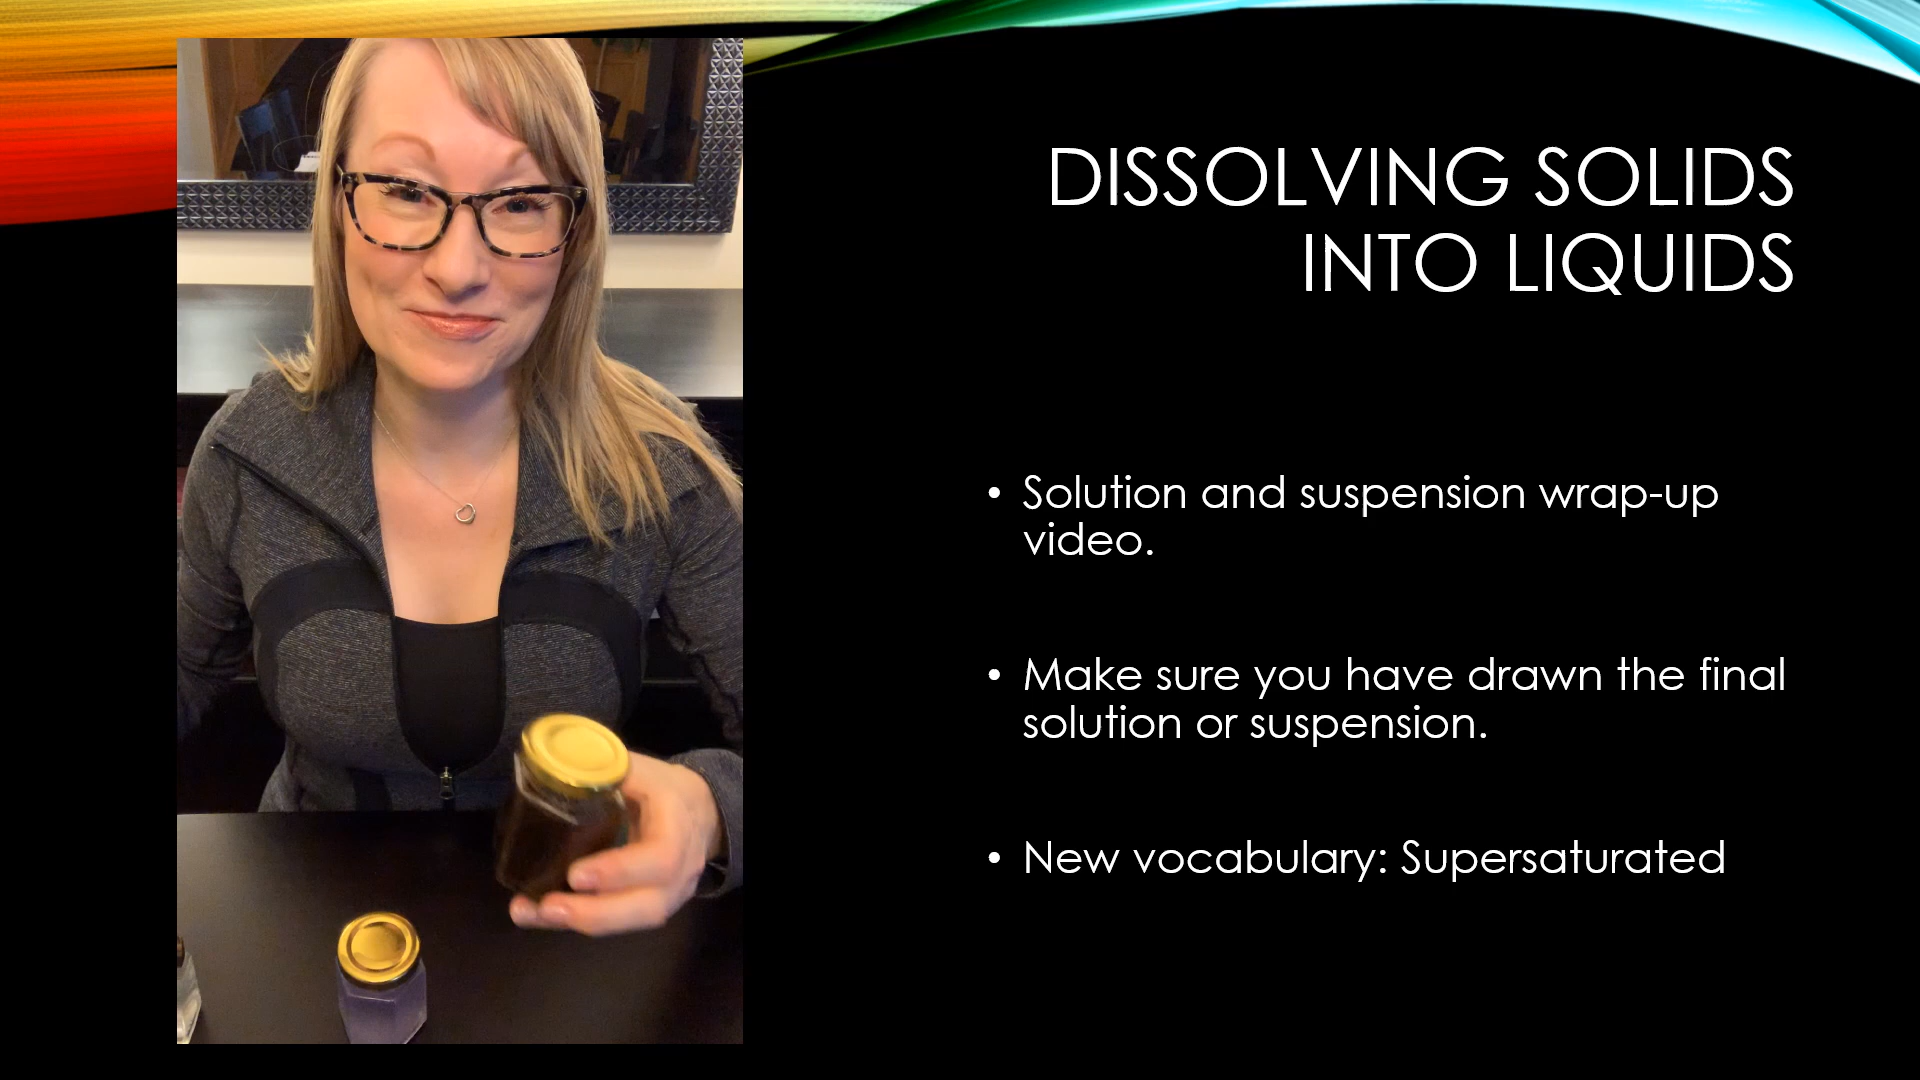 DISSOLVING SOLIDS
INTO LIQUIDS
• Solution and suspension wrap-up
video.
• Make sure you have drawn the final
solution or suspension.
• New vocabulary: Supersaturated